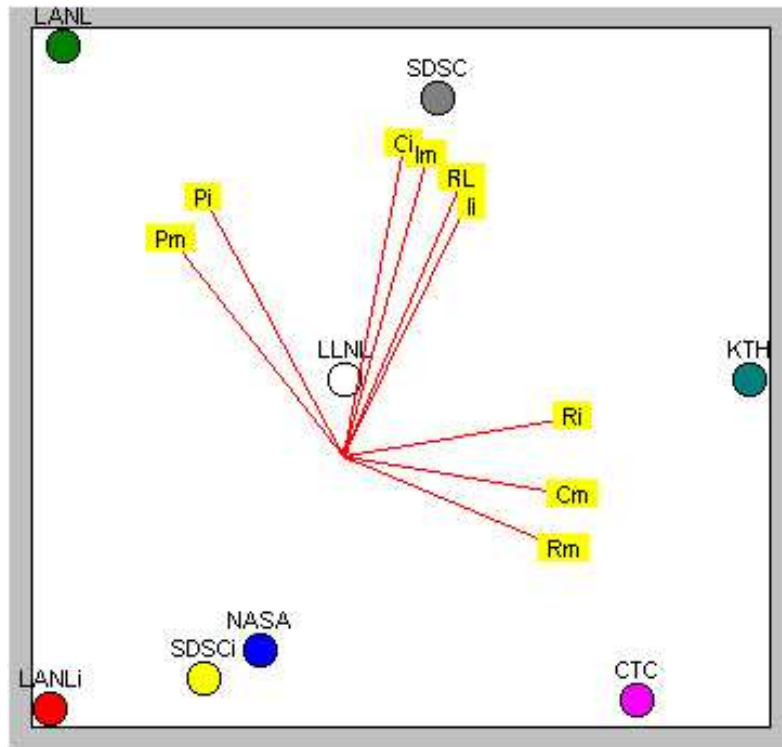 LANL
SDSC
Ci
Im
RL
Ii
Pi
Pm
LLNL
KTH
Ri
Cm
Rm
NASA
SDSCi
LANLi
CTC